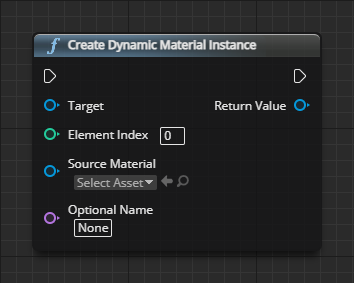 Create Dynamic Material Instance
Target Return Value
Element Index 0
Source Material
Select Asset
Optional Name
None